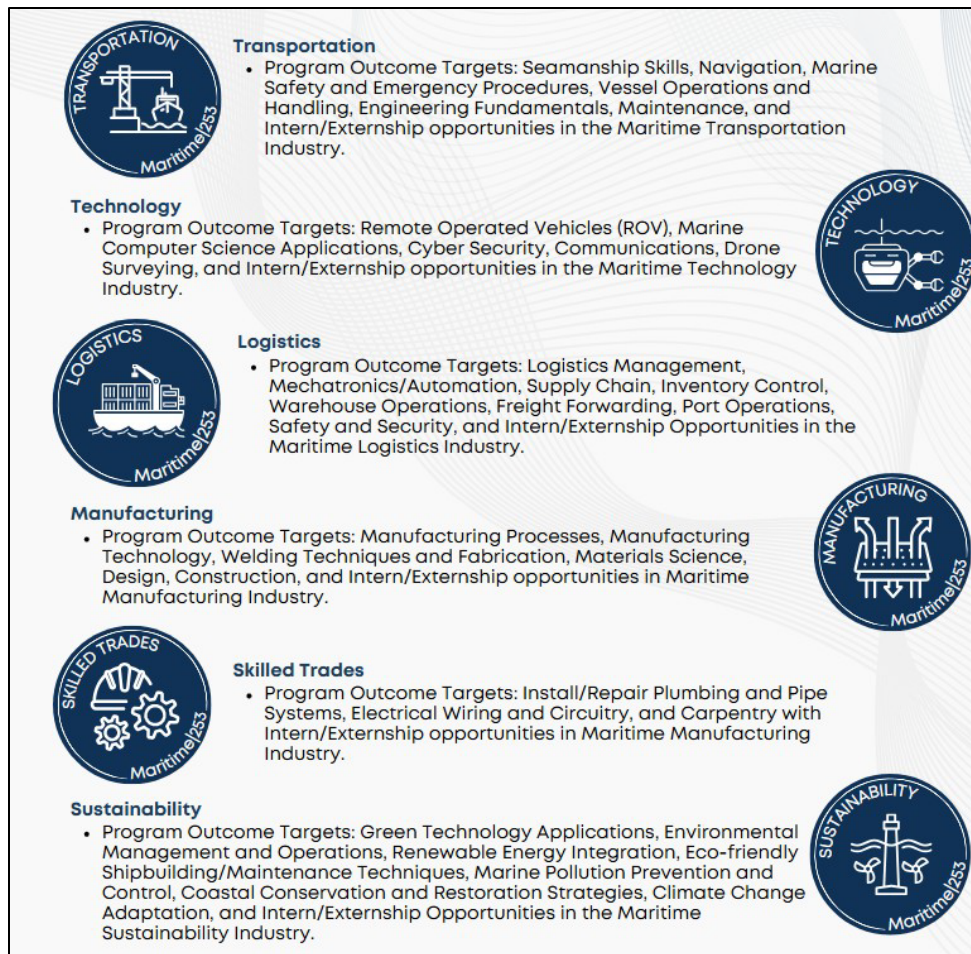 TRANSPORTATION
Maritime|253
Transportation
• Program Outcome Targets: Seamanship Skills, Navigation, Marine
Safety and Emergency Procedures, Vessel Operations and
Handling, Engineering Fundamentals, Maintenance, and
Intern/Externship opportunities in the Maritime Transportation
Industry.
TECHNOLOGY
Maritime|253
Technology
• Program Outcome Targets: Remote Operated Vehicles (ROV), Marine
Computer Science Applications, Cyber Security, Communications, Drone
Surveying, and Intern/Externship opportunities in the Maritime Technology
Industry.
LOGISTICS
Maritime|253
Logistics
• Program Outcome Targets: Logistics Management,
Mechatronics/Automation, Supply Chain, Inventory Control,
Warehouse Operations, Freight Forwarding, Port Operations,
Safety and Security, and Intern/Externship Opportunities in the
Maritime Logistics Industry.
MANUFACTURING
Maritime|253
Manufacturing
• Program Outcome Targets: Manufacturing Processes, Manufacturing
Technology, Welding Techniques and Fabrication, Materials Science,
Design, Construction, and Intern/Externship opportunities in Maritime
Manufacturing Industry.
SKILLED TRADES
Maritime|253
Skilled Trades
• Program Outcome Targets: Install/Repair Plumbing and Pipe
Systems, Electrical Wiring and Circuitry, and Carpentry with
Intern/Externship opportunities in Maritime Manufacturing
Industry.
SUSTAINABILITY
Maritime|253
Sustainability
• Program Outcome Targets: Green Technology Applications, Environmental
Management and Operations, Renewable Energy Integration, Eco-friendly
Shipbuilding/Maintenance Techniques, Marine Pollution Prevention and
Control, Coastal Conservation and Restoration Strategies, Climate Change
Adaptation, and Intern/Externship Opportunities in the Maritime
Sustainability Industry.